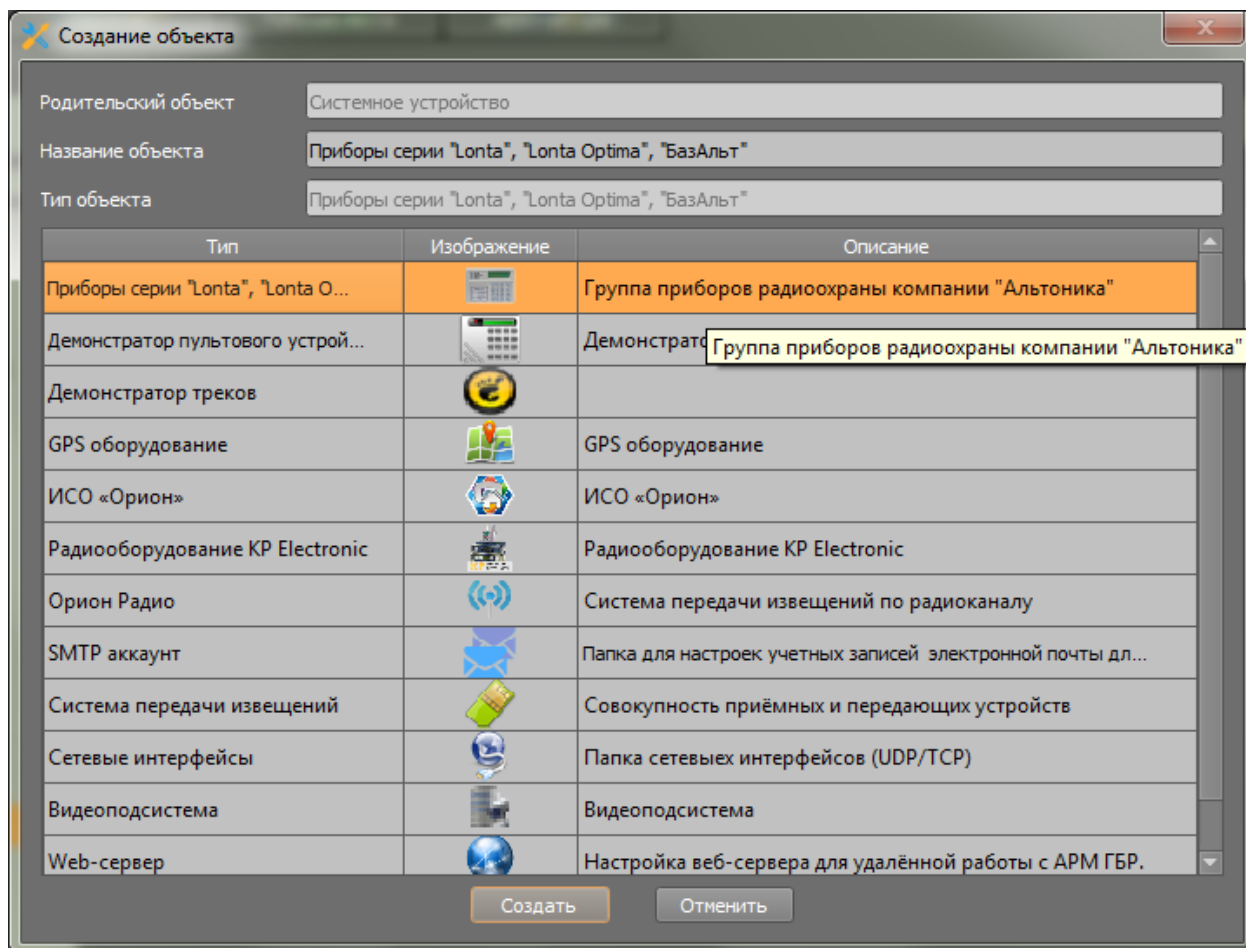 Создание объекта
Родительский объект Системное устройство
Название объекта Приборы серии "Lonta", "Lonta Optima", "БазАльт"
Тип объекта Приборы серии "Lonta", "Lonta Optima", "БазАльт"
Тип Изображение Описание
Приборы серии "Lonta", "Lonta O... Группа приборов радиоохраны компании "Альтоника"
Демонстратор пультового устрой... Демонстрато
Группа приборов радиоохраны компании "Альтоника"
Демонстратор треков
GPS оборудование GPS оборудование
ИСО «Орион» ИСО «Орион»
Радиооборудование KP Electronic Радиооборудование KP Electronic
Орион Радио Система передачи извещений по радиоканалу
SMTP аккаунт Папка для настроек учетных записей электронной почты дл...
Система передачи извещений Совокупность приёмных и передающих устройств
Сетевые интерфейсы Папка сетевыех интерфейсов (UDP/TCP)
Видеоподсистема Видеоподсистема
Web-сервер Настройка веб-сервера для удалённой работы с АРМ ГБР.
Создать Отменить